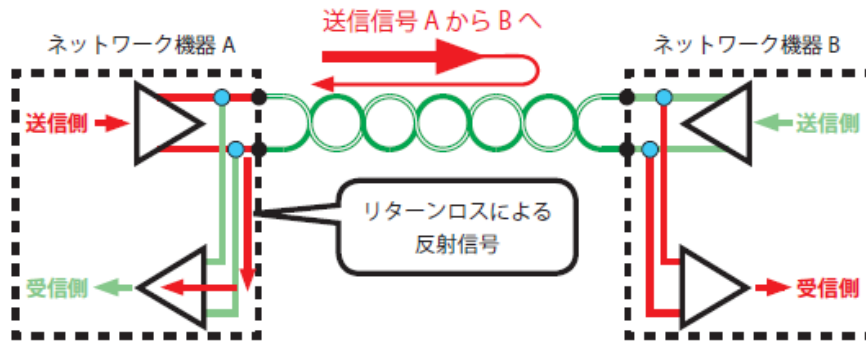 送信信号 A から B へ
ネットワーク機器 A
ネットワーク機器 B
送信側
送信側
リターンロスによる
反射信号
受信側
受信側